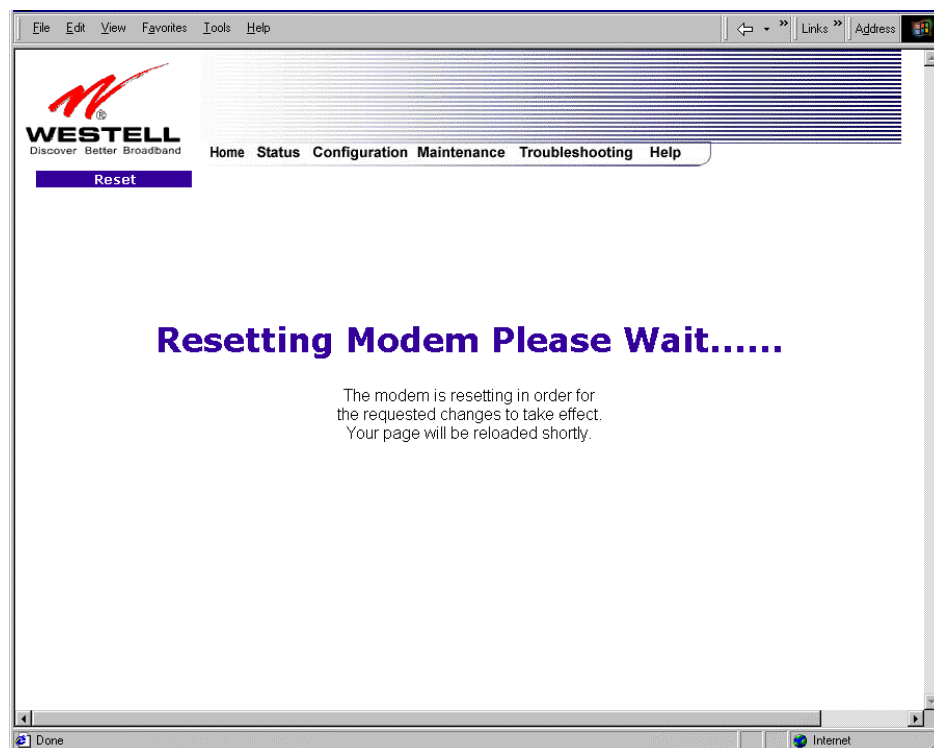 File Edit View Favorites Tools Help » Links » Address
®
WESTELL
Discover Better Broadband
Home Status Configuration Maintenance Troubleshooting Help
Reset
Resetting Modem Please Wait......
The modem is resetting in order for
the requested changes to take effect.
Your page will be reloaded shortly.
Done Internet